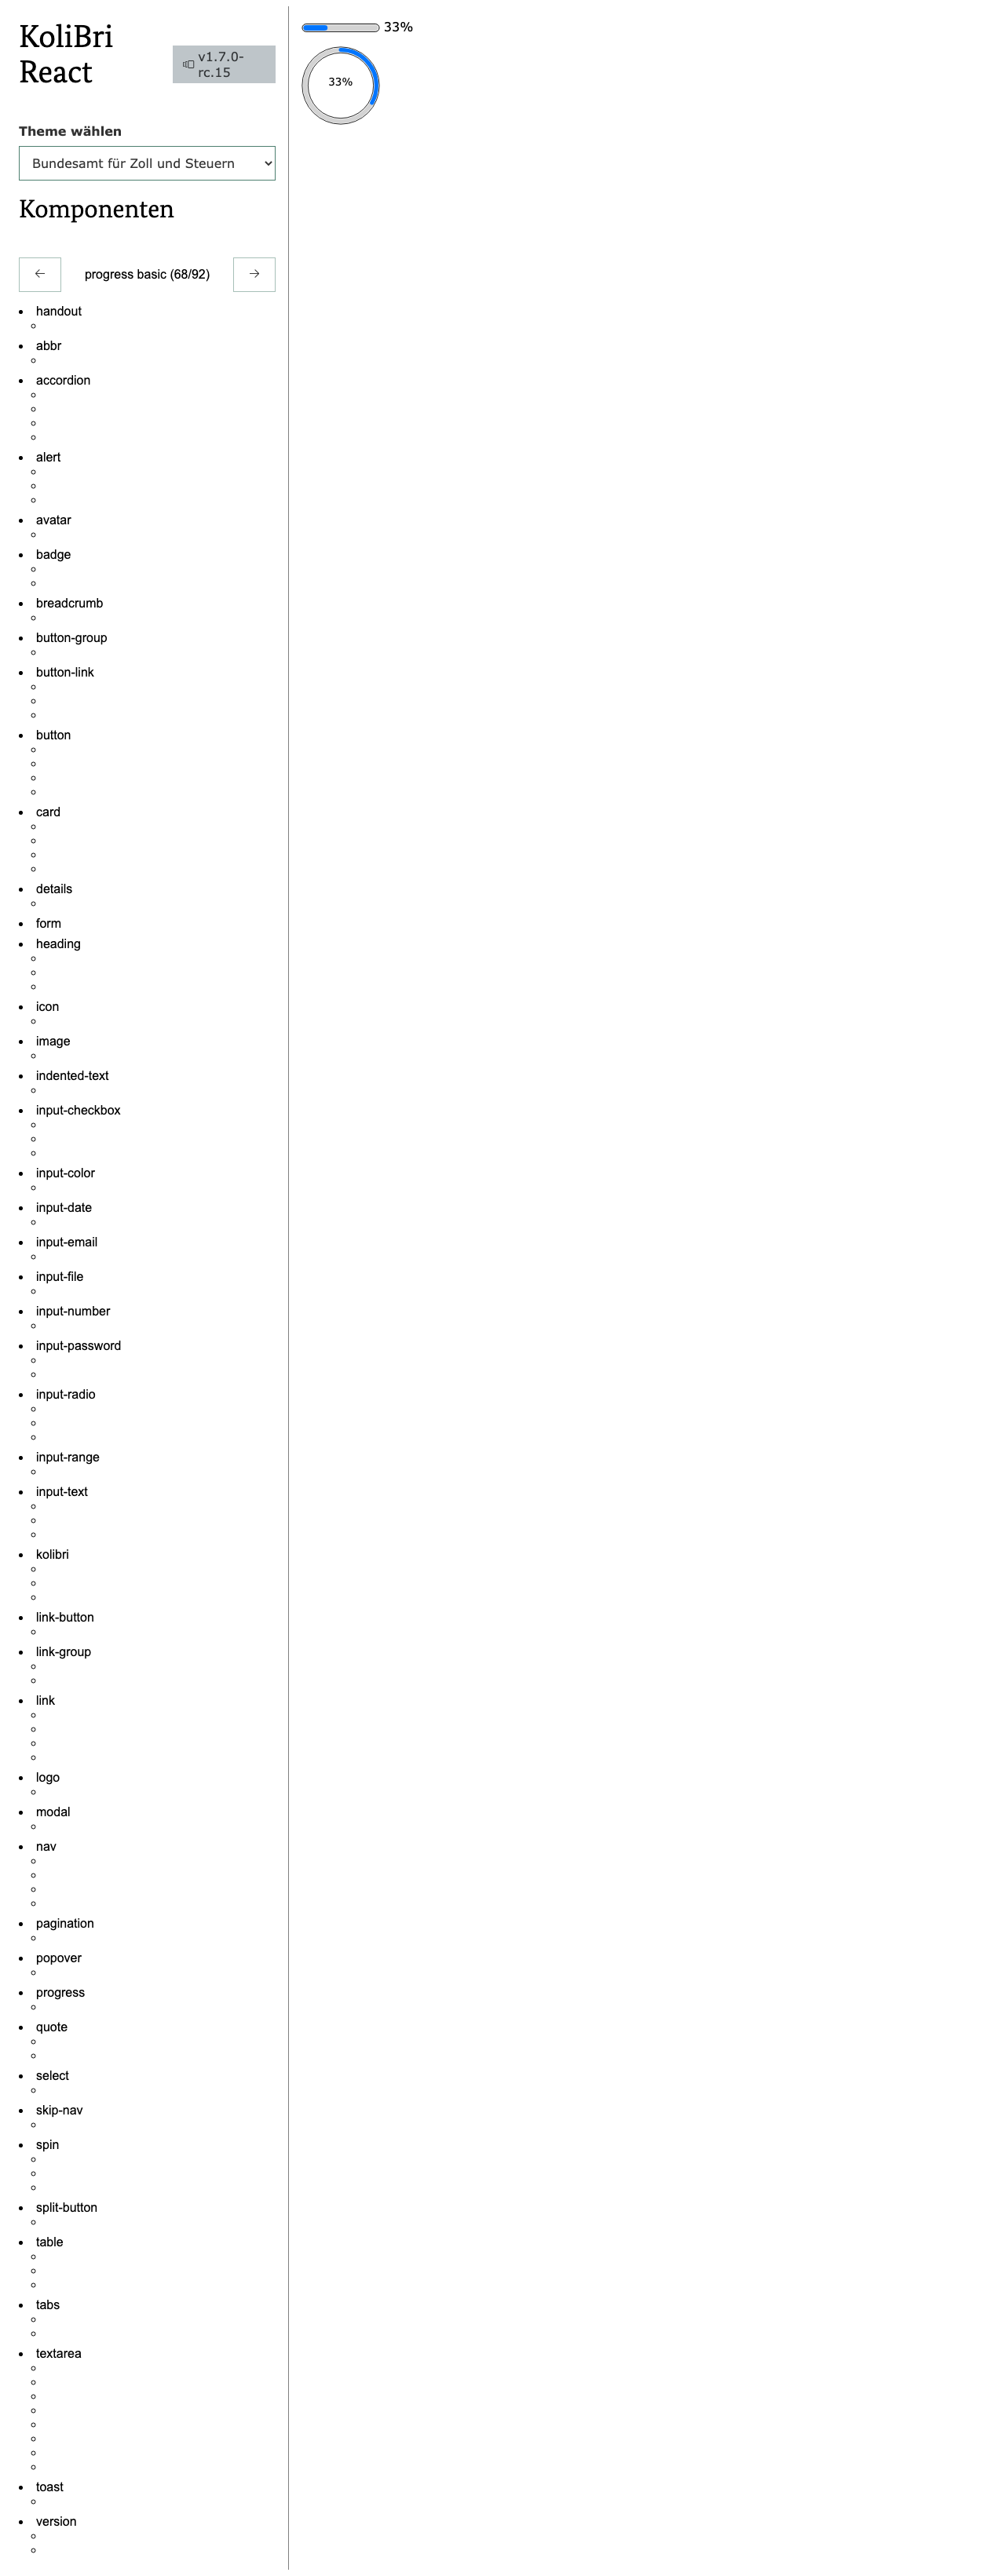 KoliBri
React
v1.7.0-
rc.15
Theme wählen
Bundesamt für Zoll und Steuern
Komponenten
progress basic (68/92)
handout
abbr
accordion
alert
avatar
badge
breadcrumb
button-group
button-link
button
card
details
form
heading
icon
image
indented-text
input-checkbox
input-color
input-date
input-email
input-file
input-number
input-password
input-radio
input-range
input-text
kolibri
link-button
link-group
link
logo
modal
nav
pagination
popover
progress
quote
select
skip-nav
spin
split-button
table
tabs
textarea
toast
version
33%
33%